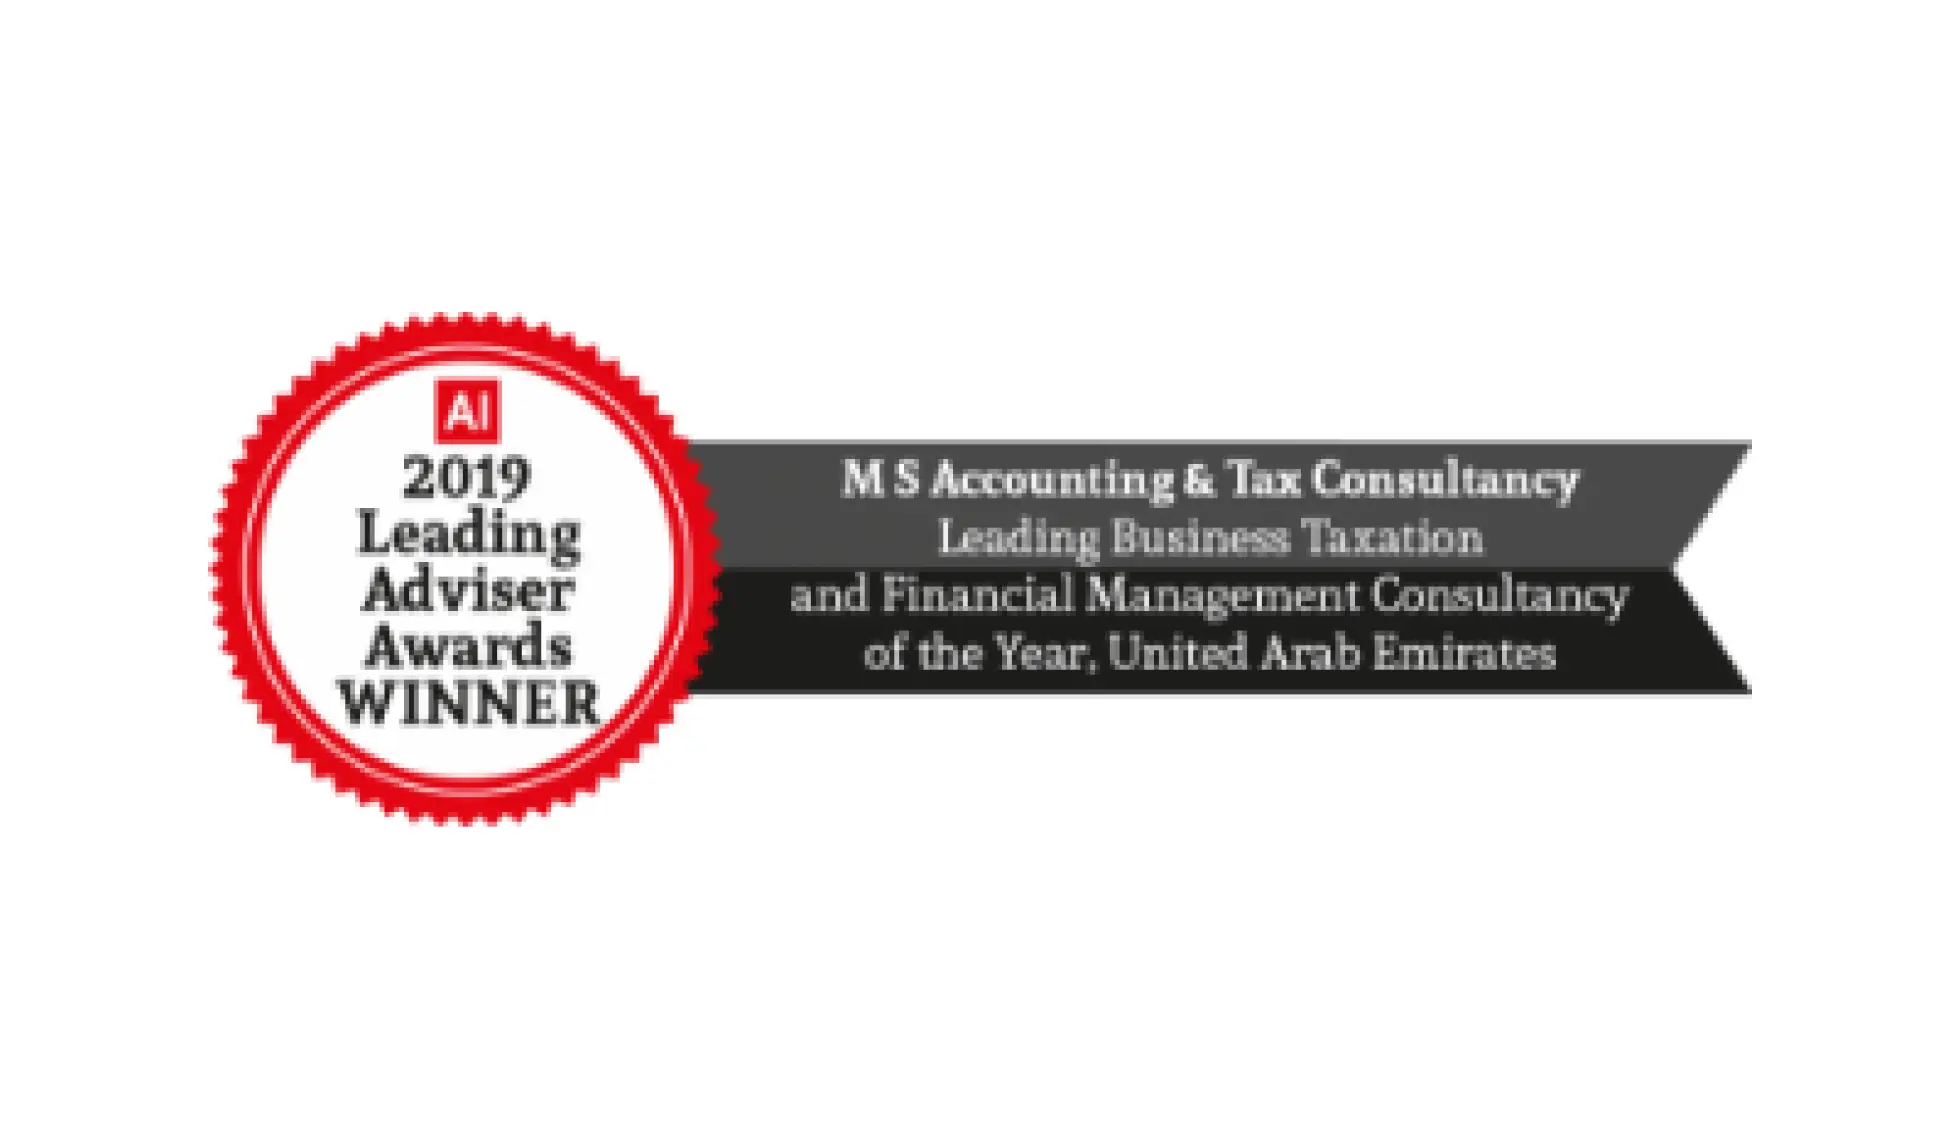 AI
2019
Leading
Adviser
Awards
WINNER
M S Accounting & Tax Consultancy
Leading Business Taxation
and Financial Management Consultancy
of the Year, United Arab Emirates